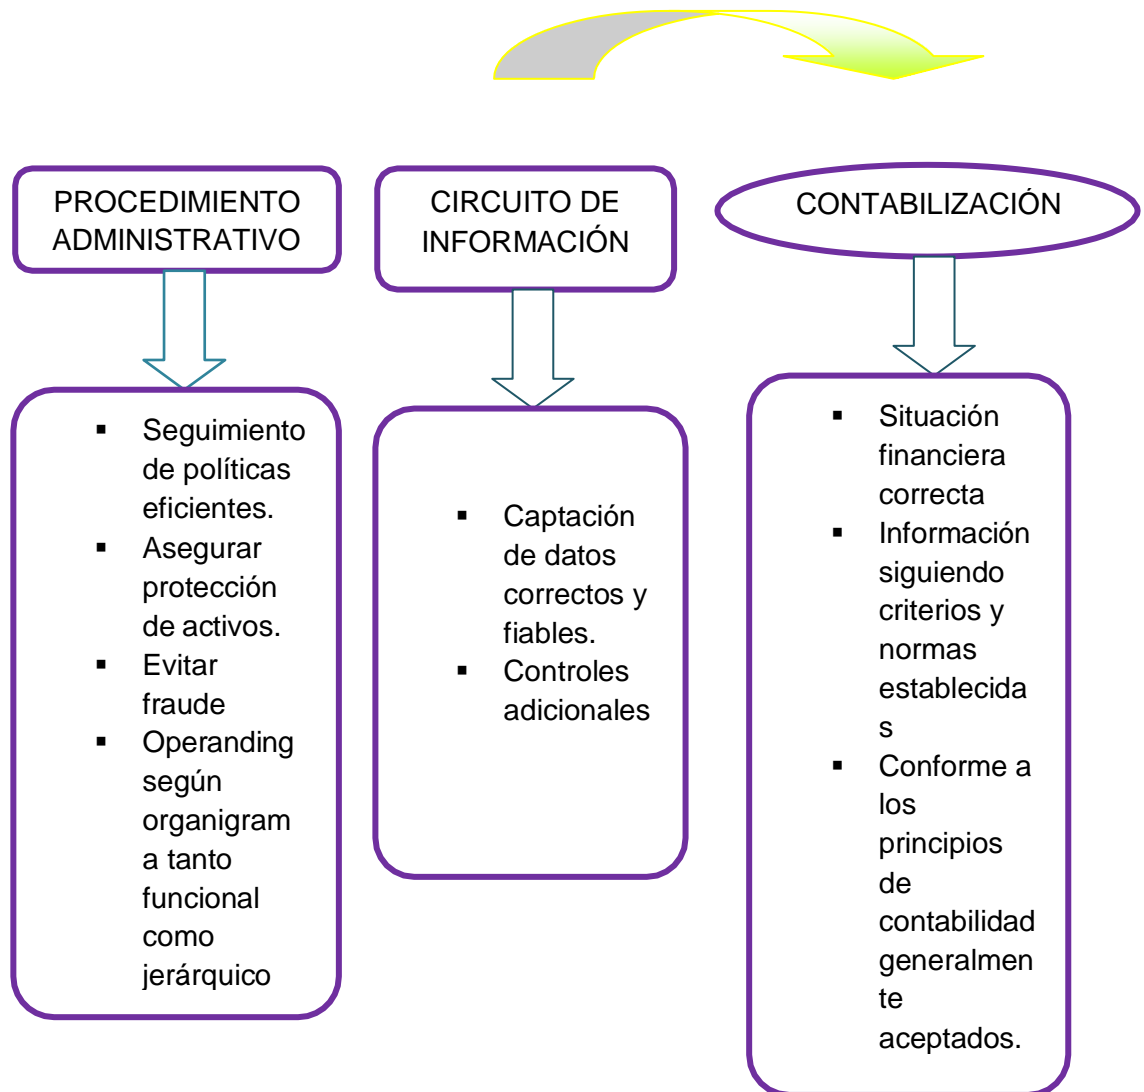 PROCEDIMIENTO
ADMINISTRATIVO
CIRCUITO DE
INFORMACIÓN
CONTABILIZACIÓN
▪ Seguimiento
de políticas
eficientes.
▪ Asegurar
protección
de activos.
▪ Evitar
fraude
▪ Operanding
según
organigram
a tanto
funcional
como
jerárquico
▪ Captación
de datos
correctos y
fiables.
▪ Controles
adicionales
▪ Situación
financiera
correcta
▪ Información
siguiendo
criterios y
normas
establecida
s
▪ Conforme a
los
principios
de
contabilidad
generalmen
te
aceptados.